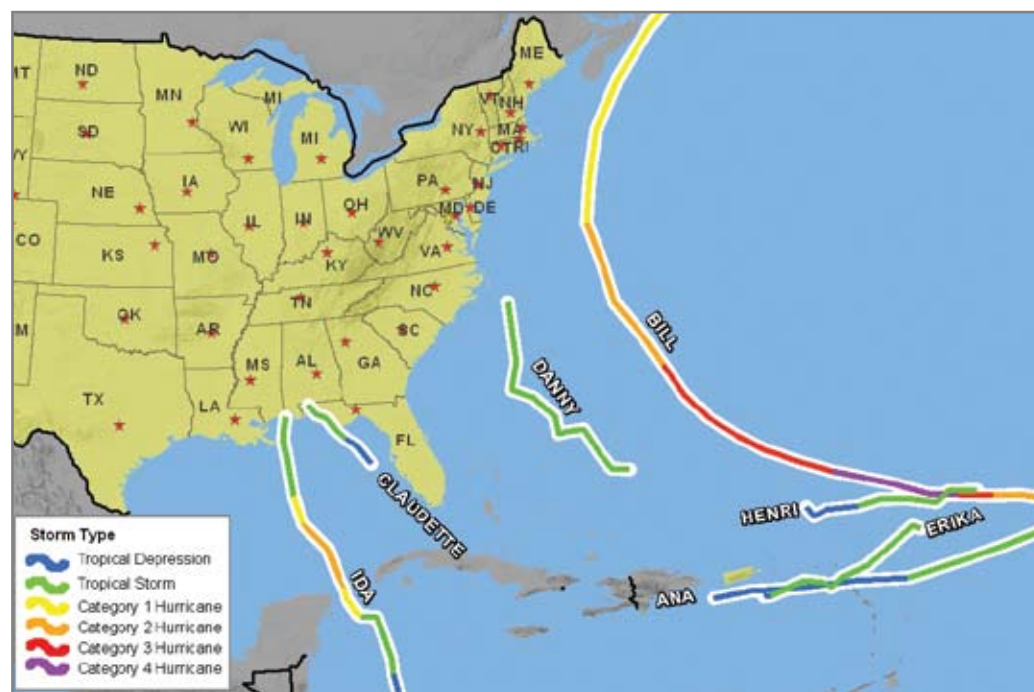 ME
ND
MT
MN
VT
NH
MI
SD
WI
MI
NY
MA
CT
RI
WY
IA
PA
NJ
NE
OH
MD
DE
IL
IN
WV
CO
KS
MO
KY
VA
NC
TN
OK
AR
SC
M
MS
AL
GA
TX
LA
FL
BILL
DANNY
CLAUDETTE
HENRI
ERIKA
IDA
ANA
Storm Type
Tropical Depression
Tropical Storm
Category 1 Hurricane
Category 2 Hurricane
Category 3 Hurricane
Category 4 Hurricane